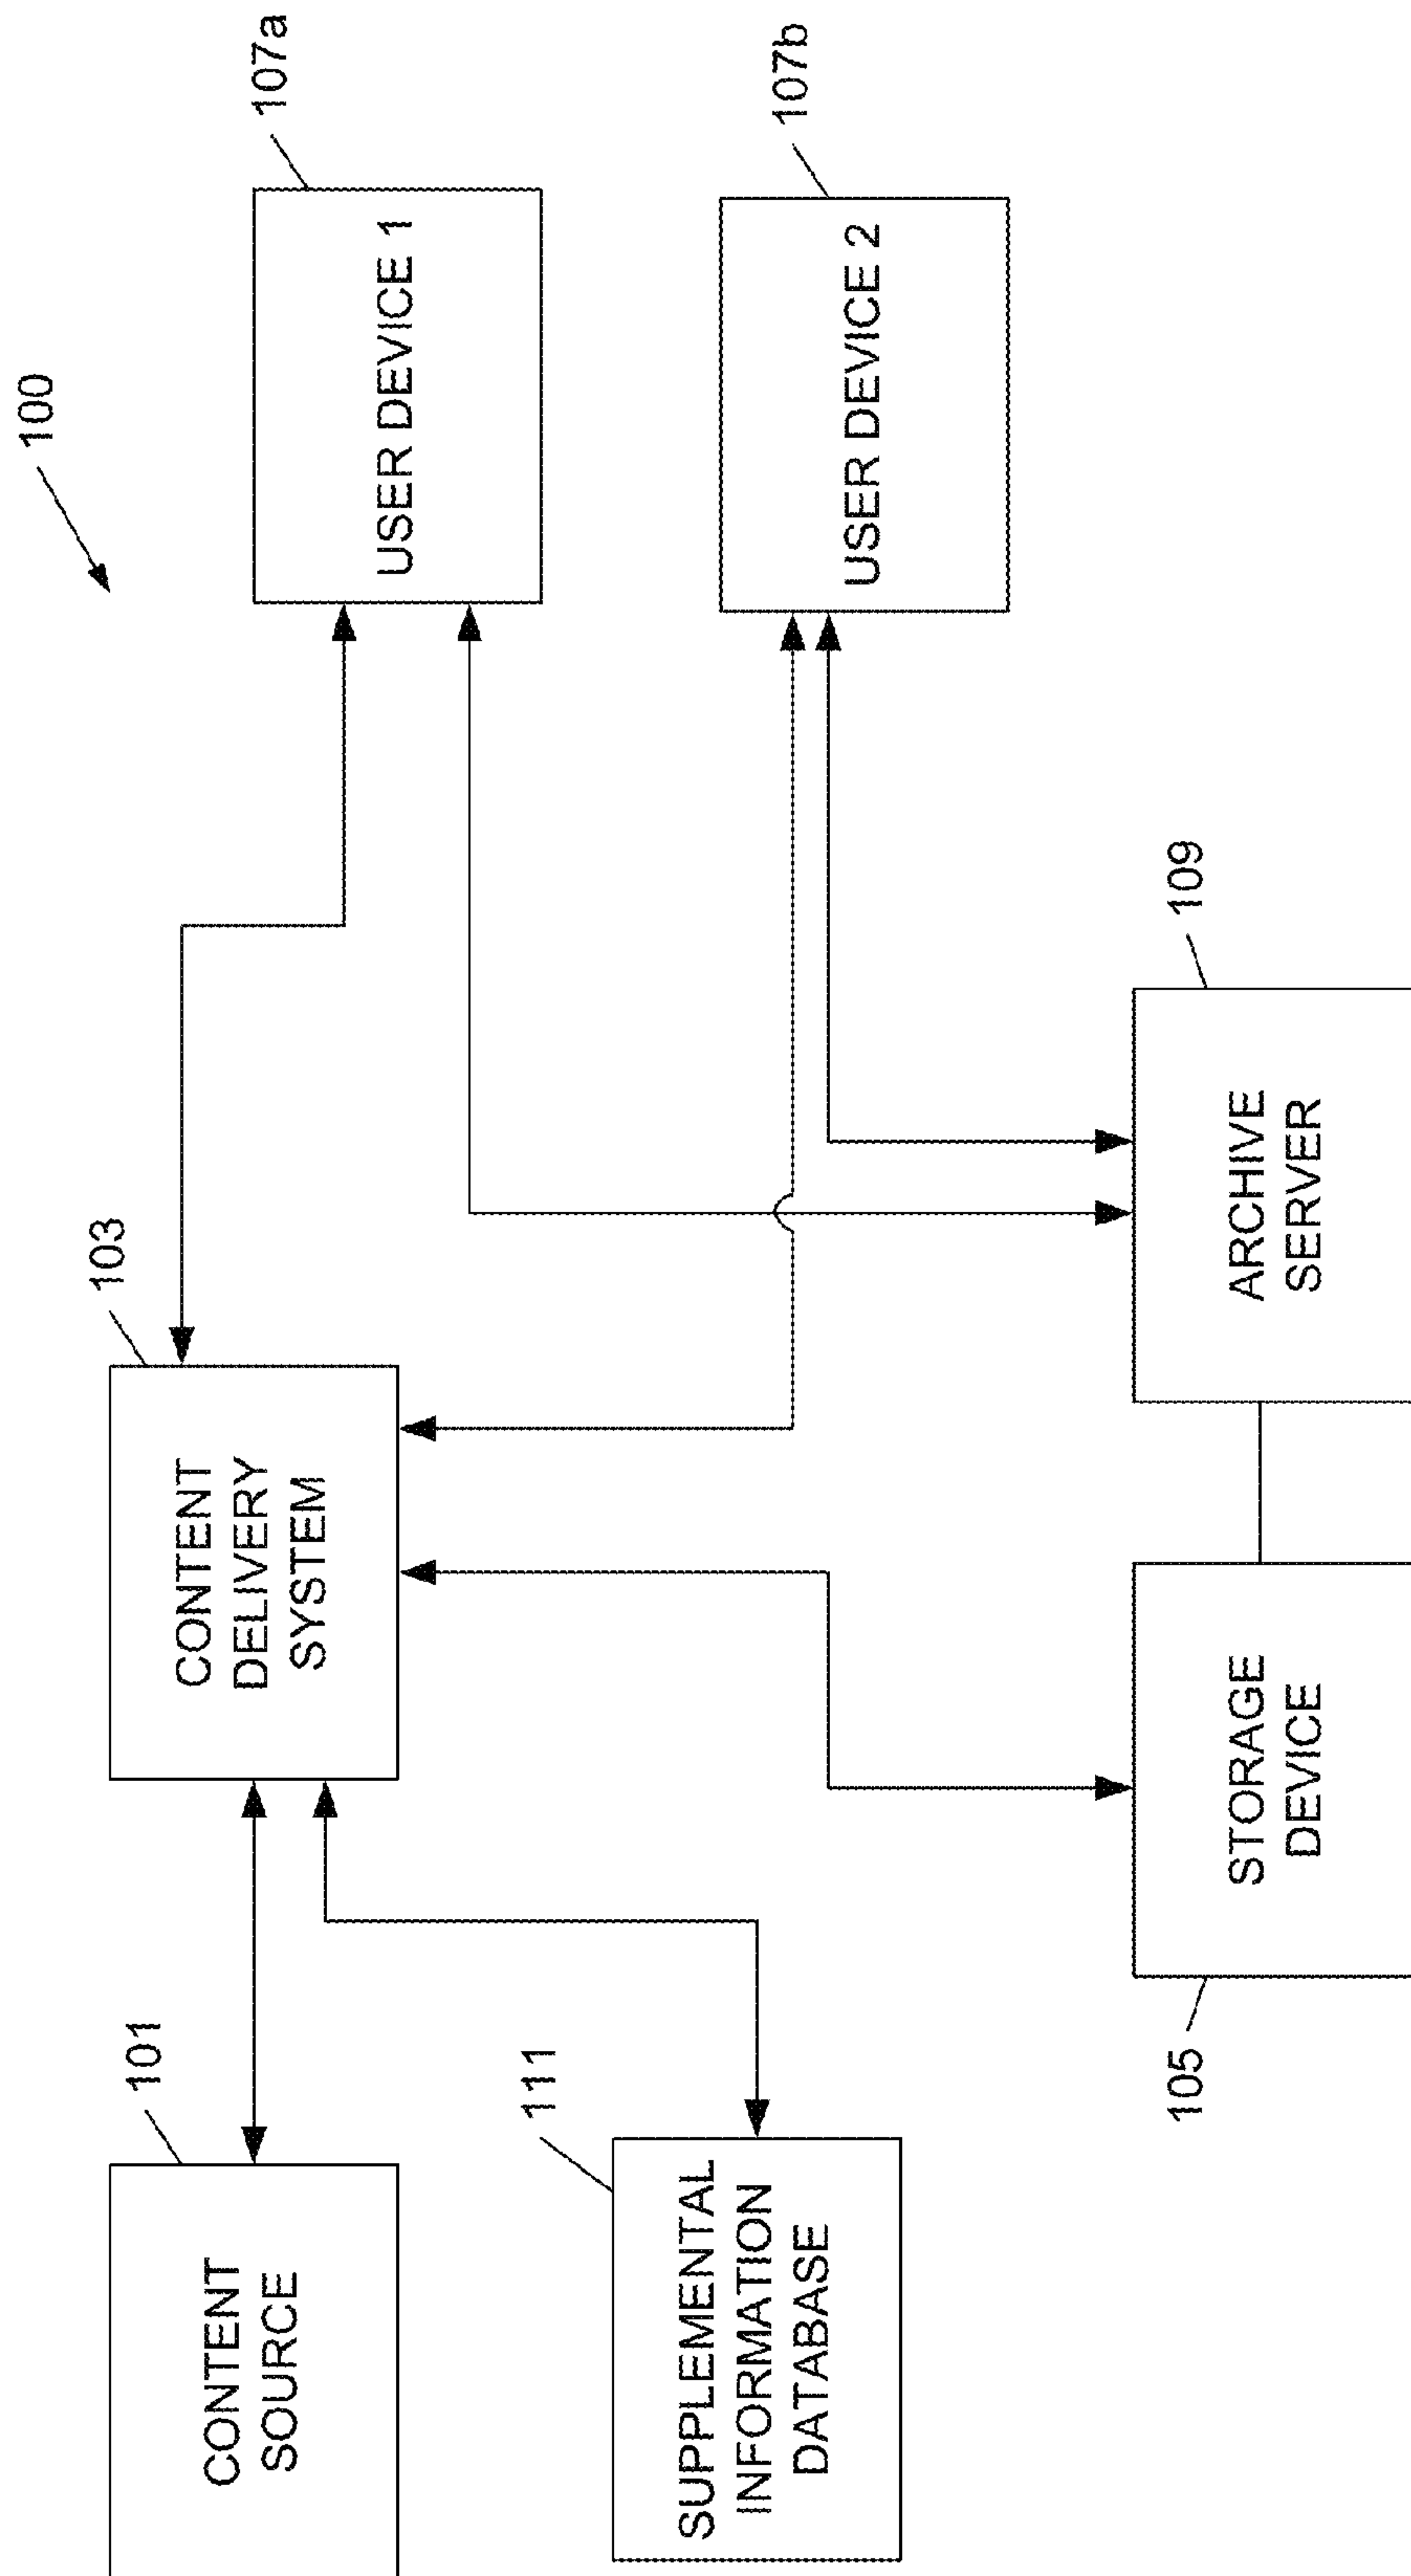 100
101
CONTENT
SOURCE
103
CONTENT
DELIVERY
SYSTEM
107a
USER DEVICE 1
111
SUPPLEMENTAL
INFORMATION
DATABASE
107b
USER DEVICE 2
105
STORAGE
DEVICE
109
ARCHIVE
SERVER